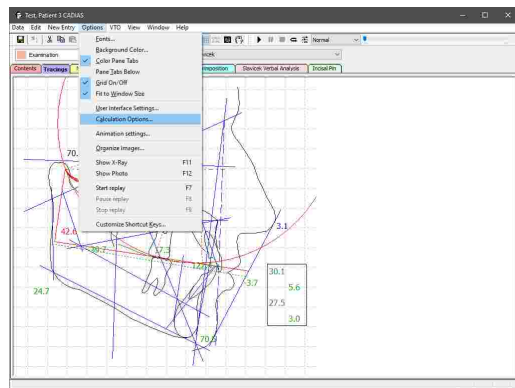 Test, Patient 3 CADIAS
Data Edit New Entry Options VTO View Window Help
Normal
Examination
Contents Tracings
Slavicek Verbal Analysis Incisal Pin
Fonts...
Background Color...
Color Pane Tabs
Pane Tabs Below
Grid On/Off
Fit to Window Size
User Interface Settings...
Calculation Options...
Animation settings...
Organize Images...
Show X-Ray F11
Show Photo F12
Start replay F7
Pause replay
Stop replay
Customize Shortcut Keys...
70.
42.6
3.1
17.3
-3.7
24.7
70.9
30.1
5.6
27.5
3.0